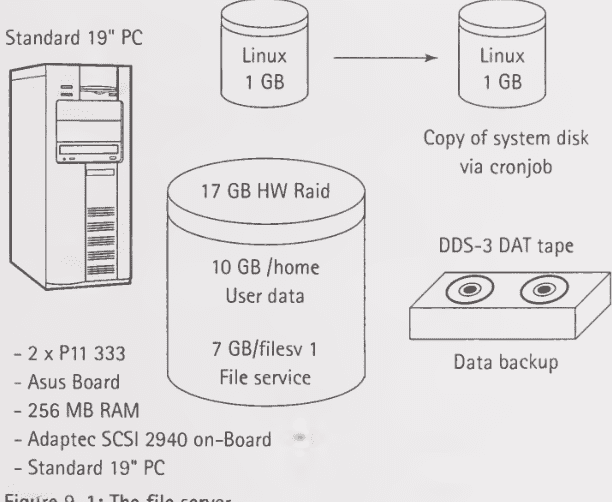 Standard 19" PC
Linux
1 GB
Linux
1 GB
Copy of system disk
via cronjob
17 GB HW Raid
10 GB /home
User data
7 GB/filesv 1
File service
DDS-3 DAT tape
Data backup
- 2 x P11 333
- Asus Board
- 256 MB RAM
- Adaptec SCSI 2940 on-Board
- Standard 19" PC
Figure 9-1: The file server